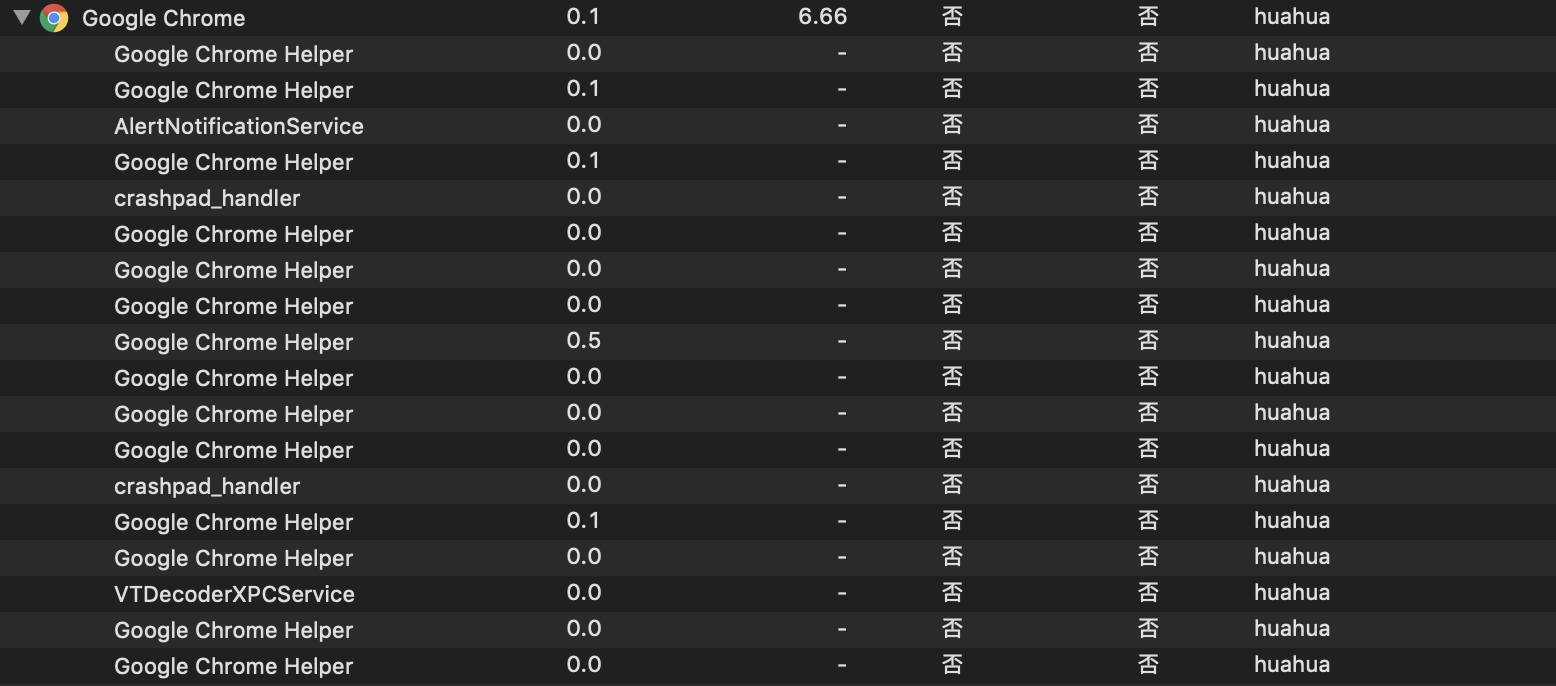 Google Chrome 0.1 6.66 否 否 huahua
Google Chrome Helper 0.0 - 否 否 huahua
Google Chrome Helper 0.1 - 否 否 huahua
AlertNotificationService 0.0 - 否 否 huahua
Google Chrome Helper 0.1 - 否 否 huahua
crashpad_handler 0.0 - 否 否 huahua
Google Chrome Helper 0.0 - 否 否 huahua
Google Chrome Helper 0.0 - 否 否 huahua
Google Chrome Helper 0.0 - 否 否 huahua
Google Chrome Helper 0.5 - 否 否 huahua
Google Chrome Helper 0.0 - 否 否 huahua
Google Chrome Helper 0.0 - 否 否 huahua
Google Chrome Helper 0.0 - 否 否 huahua
crashpad_handler 0.0 - 否 否 huahua
Google Chrome Helper 0.1 - 否 否 huahua
Google Chrome Helper 0.0 - 否 否 huahua
VTDecoderXPCService 0.0 - 否 否 huahua
Google Chrome Helper 0.0 - 否 否 huahua
Google Chrome Helper 0.0 - 否 否 huahua